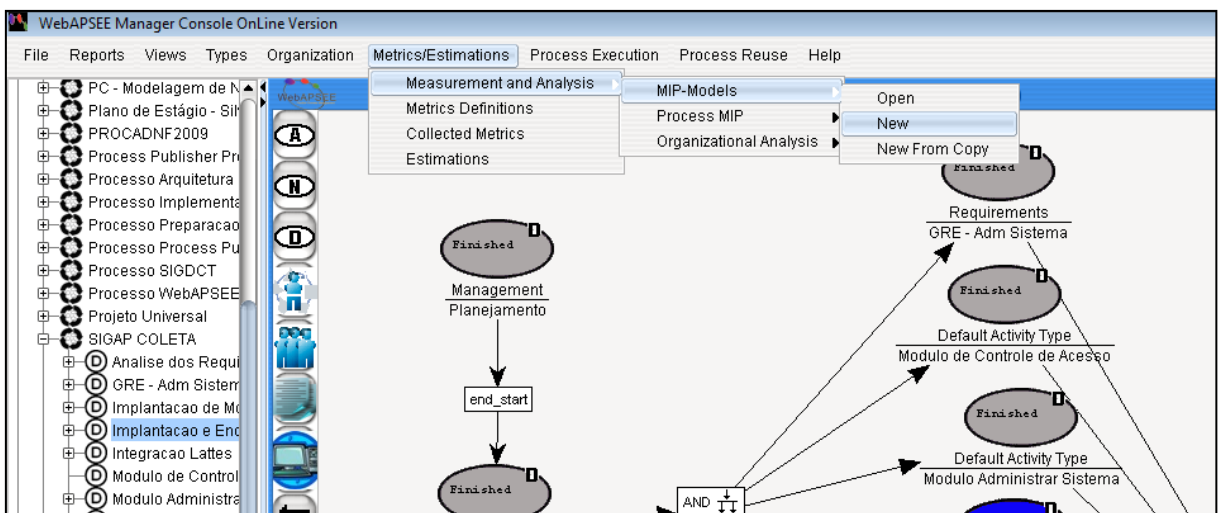 WebAPSEE Manager Console OnLine Version
File Reports Views Types Organization Metrics/Estimations Process Execution Process Reuse Help
Measurement and Analysis
Metrics Definitions
Collected Metrics
Estimations
MIP-Models
Process MIP
Organizational Analysis
Open
New
New From Copy
PC - Modelagem de N
Plano de Estágio - Silv
PROCADNF2009
Process Publisher Pr
Processo Arquitetura
Processo Implementa
Processo Preparacao
Processo Process Pu
Processo SIGDCT
Processo WebAPSEE
Projeto Universal
SIGAP COLETA
D Analise dos Requi
D GRE - Adm Sistem
D Implantacao de Mo
D Implantacao e Enc
D Integracao Lattes
D Modulo de Control
D Modulo Administra
WebAPSEE
A
N
D
Finished D
Management
Planejamento
end_start
Finished D
AND
Finished D
Requirements
GRE - Adm Sistema
Finished D
Default Activity Type
Modulo de Controle de Acesso
Finished D
Default Activity Type
Modulo Administrar Sistema
D